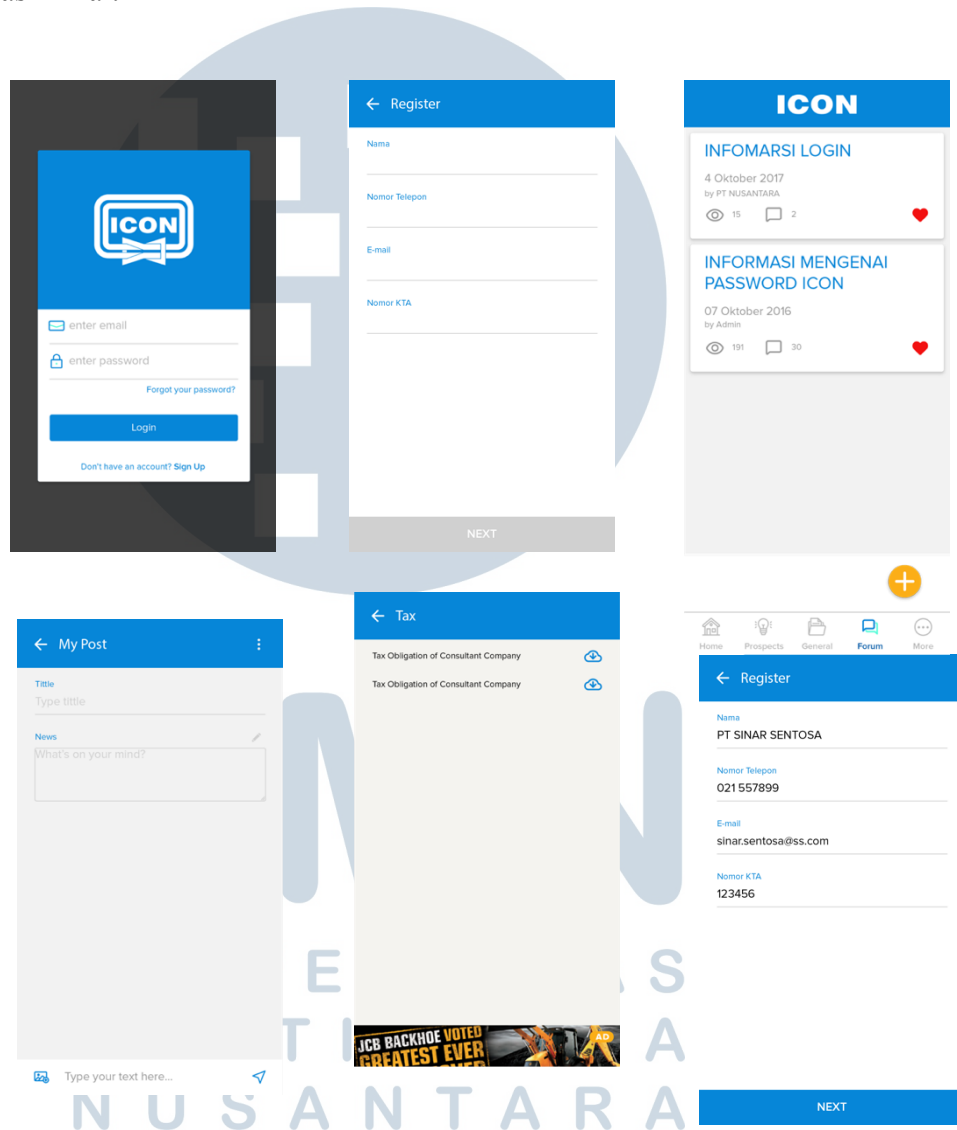 ICON
enter email
enter password
Forgot your password?
Login
Don't have an account? Sign Up
Register
Nama
Nomor Telepon
E-mail
Nomor KTA
NEXT
ICON
INFOMARSI LOGIN
4 Oktober 2017
by PT NUSANTARA
15 2
INFORMASI MENGENAI
PASSWORD ICON
07 Oktober 2016
by Admin
191 30
Home Prospects General Forum More
My Post
Tittle
Type tittle
News
What's on your mind?
Type your text here...
Tax
Tax Obligation of Consultant Company
Tax Obligation of Consultant Company
JCB BACKHOE VOTED
GREATEST EVER
AD
Register
Nama
PT SINAR SENTOSA
Nomor Telepon
021 557899
E-mail
sinar.sentosa@ss.com
Nomor KTA
123456
NEXT
NUSANTARA